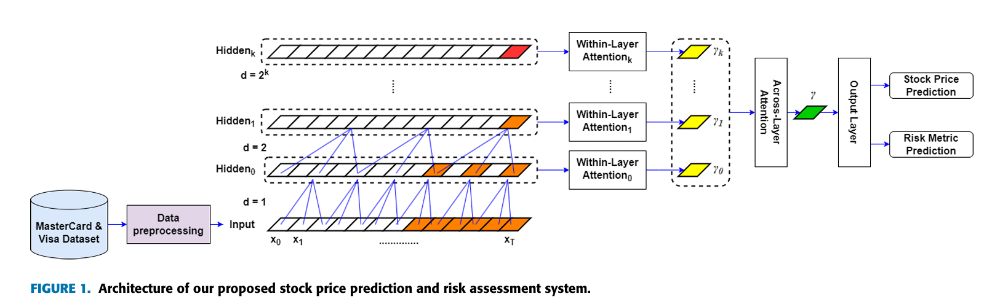 Hiddenₖ
d = 2ᵏ
Within-Layer
Attentionₖ
γₖ
Hidden₁
d = 2
Within-Layer
Attention₁
γ₁
Hidden₀
d = 1
Within-Layer
Attention₀
γ₀
Across-Layer
Attention
γ
Output Layer
Stock Price
Prediction
Risk Metric
Prediction
MasterCard &
Visa Dataset
Data
preprocessing
Input
x₀ x₁ .............. x_T
FIGURE 1. Architecture of our proposed stock price prediction and risk assessment system.